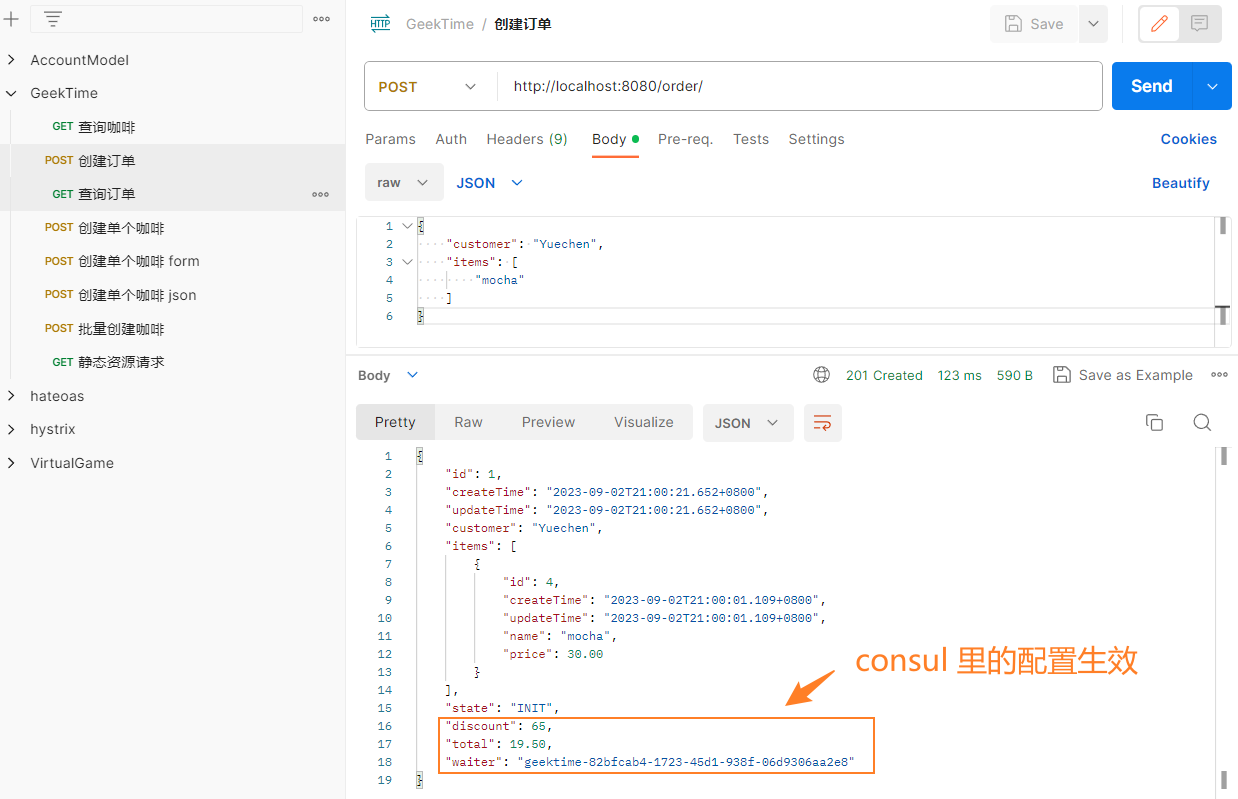 GeekTime / 创建订单
Save
AccountModel
GeekTime
GET 查询咖啡
POST 创建订单
GET 查询订单
POST 创建单个咖啡
POST 创建单个咖啡 form
POST 创建单个咖啡 json
POST 批量创建咖啡
GET 静态资源请求
hateoas
hystrix
VirtualGame
POST http://localhost:8080/order/ Send
Params Auth Headers (9) Body Pre-req. Tests Settings Cookies
raw JSON Beautify
1 {
2 "customer": "Yuechen",
3 "items": [
4 "mocha"
5 ]
6 }
Body 201 Created 123 ms 590 B Save as Example
Pretty Raw Preview Visualize JSON
1 {
2 "id": 1,
3 "createTime": "2023-09-02T21:00:21.652+0800",
4 "updateTime": "2023-09-02T21:00:21.652+0800",
5 "customer": "Yuechen",
6 "items": [
7 {
8 "id": 4,
9 "createTime": "2023-09-02T21:00:01.109+0800",
10 "updateTime": "2023-09-02T21:00:01.109+0800",
11 "name": "mocha",
12 "price": 30.00
13 }
14 ],
15 "state": "INIT",
16 "discount": 65,
17 "total": 19.50,
18 "waiter": "geektime-82bfcab4-1723-45d1-938f-06d9306aa2e8"
19 }
consul 里的配置生效